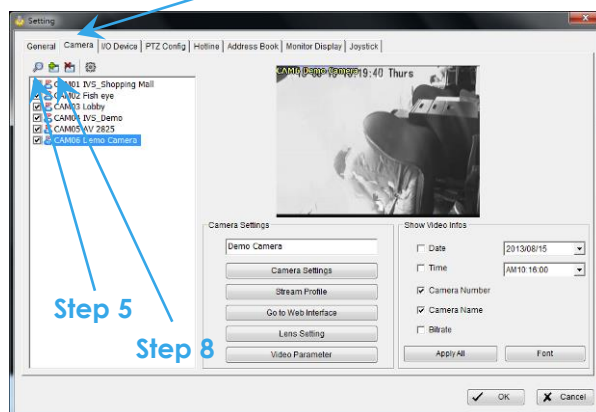 Setting
General Camera I/O Device PTZ Config Hotline Address Book Monitor Display Joystick
CAM01 IVS_Shopping Mall
CAM02 Fish eye
CAM03 Lobby
CAM04 IVS_Demo
CAM05 AV 2825
CAM06 Demo Camera
CAM6 Demo Camera
19:40 Thurs
Camera Settings
Demo Camera
Camera Settings
Stream Profile
Go to Web Interface
Lens Setting
Video Parameter
Show Video Infos
Date 2013/08/15
Time AM10:16:00
Camera Number
Camera Name
Bitrate
Apply All Font
Step 5
Step 8
OK Cancel